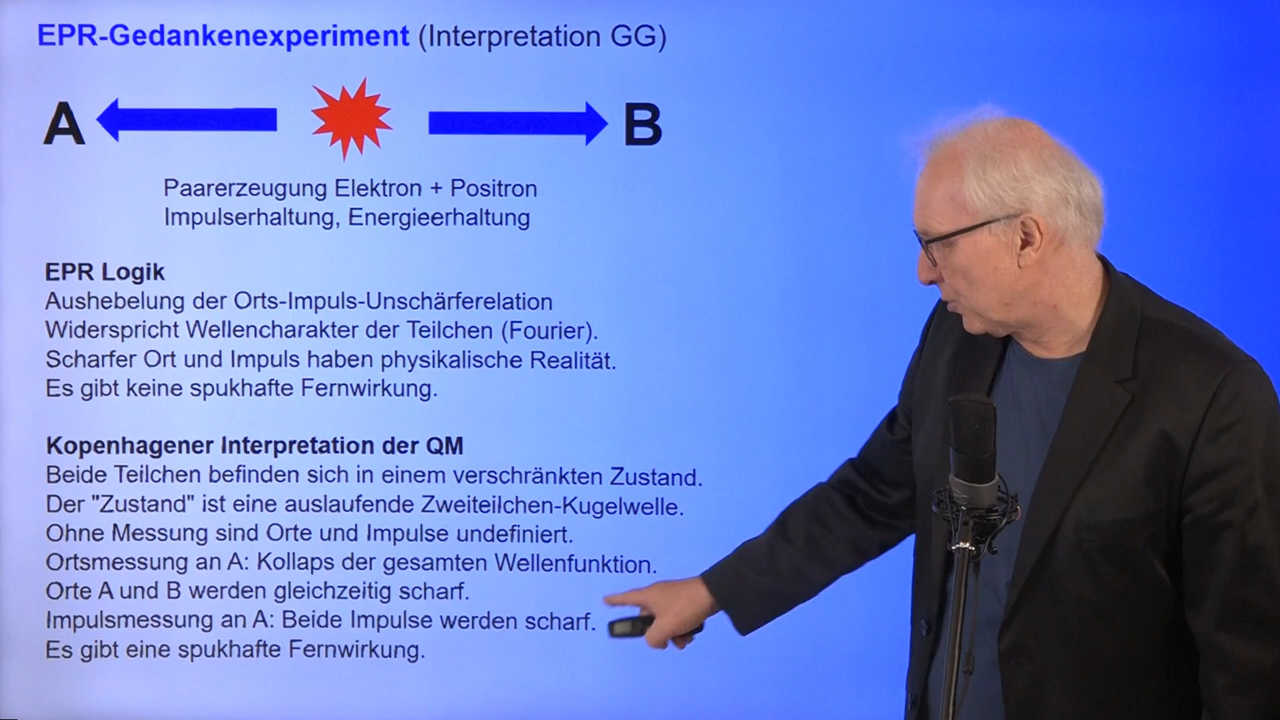 EPR-Gedankenexperiment (Interpretation GG)
A B
Paarerzeugung Elektron + Positron
Impulserhaltung, Energieerhaltung
EPR Logik
Aushebelung der Orts-Impuls-Unschärferelation
Widerspricht Wellencharakter der Teilchen (Fourier).
Scharfer Ort und Impuls haben physikalische Realität.
Es gibt keine spukhafte Fernwirkung.
Kopenhagener Interpretation der QM
Beide Teilchen befinden sich in einem verschränkten Zustand.
Der "Zustand" ist eine auslaufende Zweiteilchen-Kugelwelle.
Ohne Messung sind Orte und Impulse undefiniert.
Ortsmessung an A: Kollaps der gesamten Wellenfunktion.
Orte A und B werden gleichzeitig scharf.
Impulsmessung an A: Beide Impulse werden scharf.
Es gibt eine spukhafte Fernwirkung.